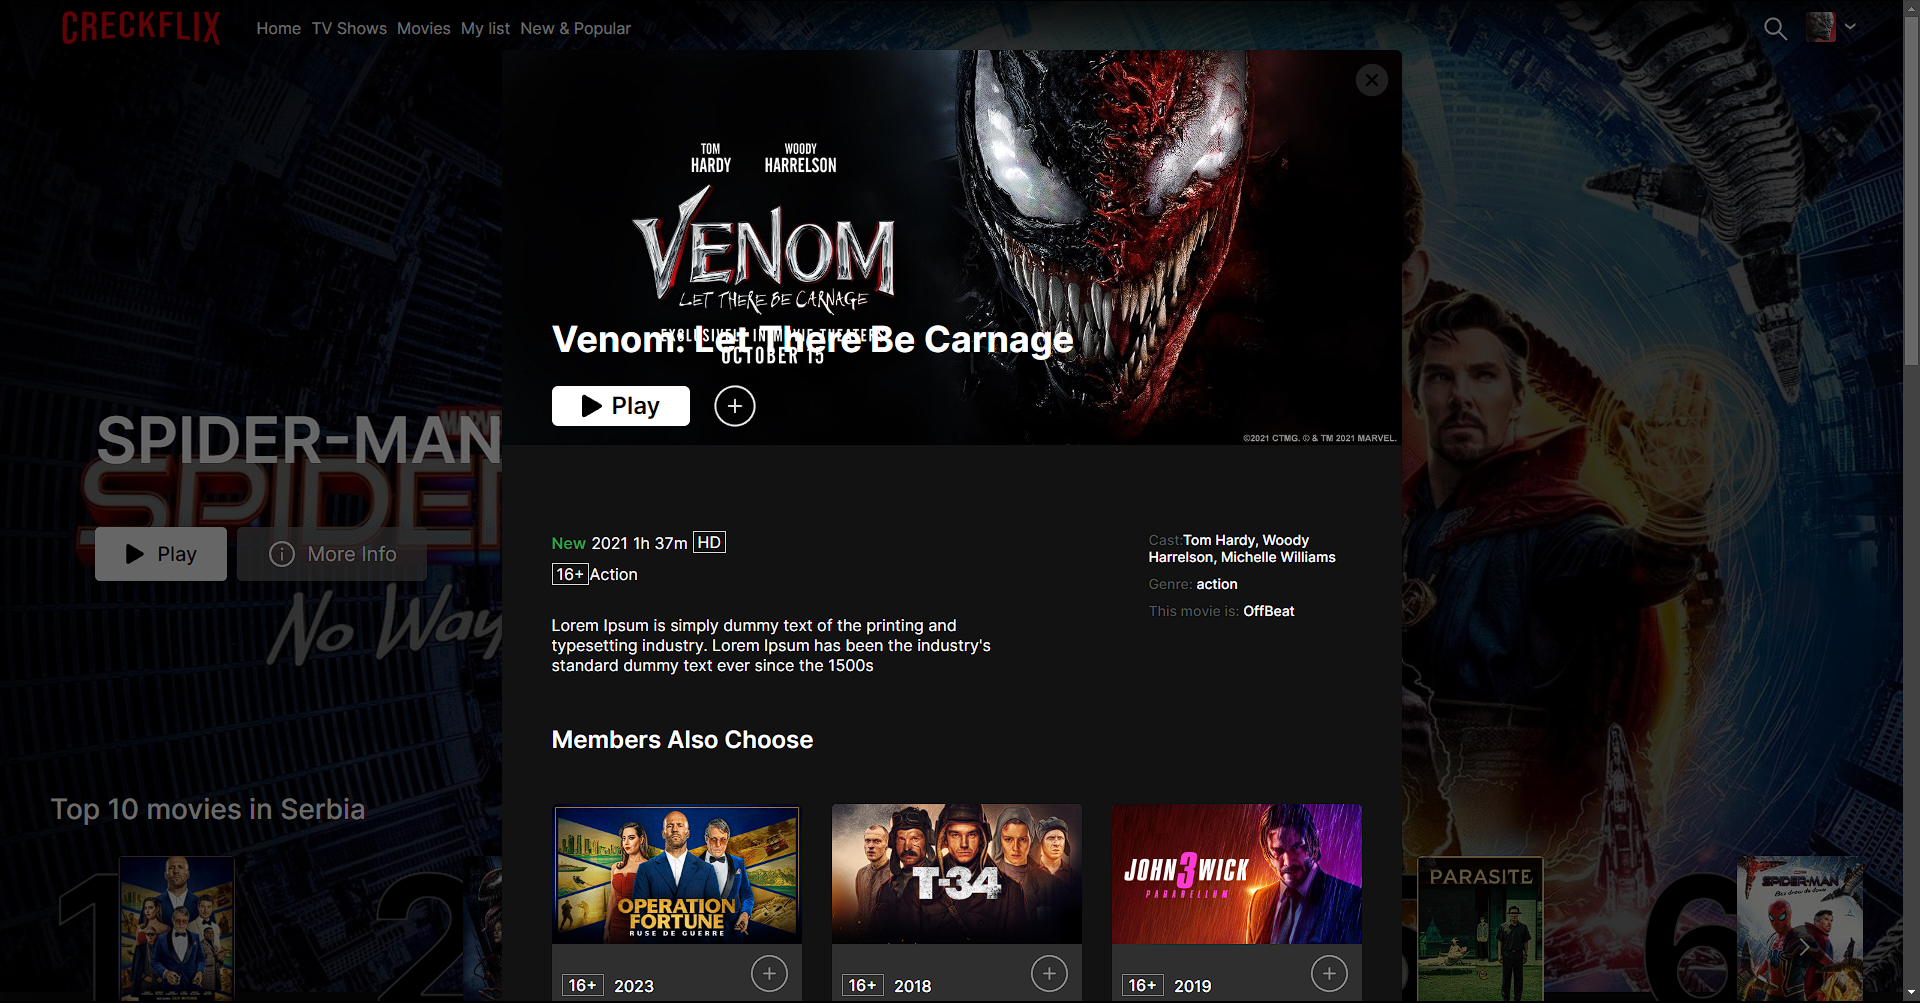 CRECKFLIX
Home TV Shows Movies My list New & Popular
TOM HARDY
WOODY HARRELSON
VENOM
LET THERE BE CARNAGE
EXCLUSIVELY IN MOVIE THEATERS
OCTOBER 15
Venom: Let There Be Carnage
Play
©2021 CTMG. © & TM 2021 MARVEL.
SPIDER-MAN
MARVEL
SPIDER
Play
More Info
No Way
New 2021 1h 37m HD
16+ Action
Lorem Ipsum is simply dummy text of the printing and
typesetting industry. Lorem Ipsum has been the industry's
standard dummy text ever since the 1500s
Cast:Tom Hardy, Woody
Harrelson, Michelle Williams
Genre: action
This movie is: OffBeat
Members Also Choose
OPERATION
FORTUNE
RUSE DE GUERRE
16+ 2023
T-34
16+ 2018
JOHN 3 WICK
PARABELLUM
16+ 2019
Top 10 movies in Serbia
1
2
PARASITE
6
SPIDER-MAN